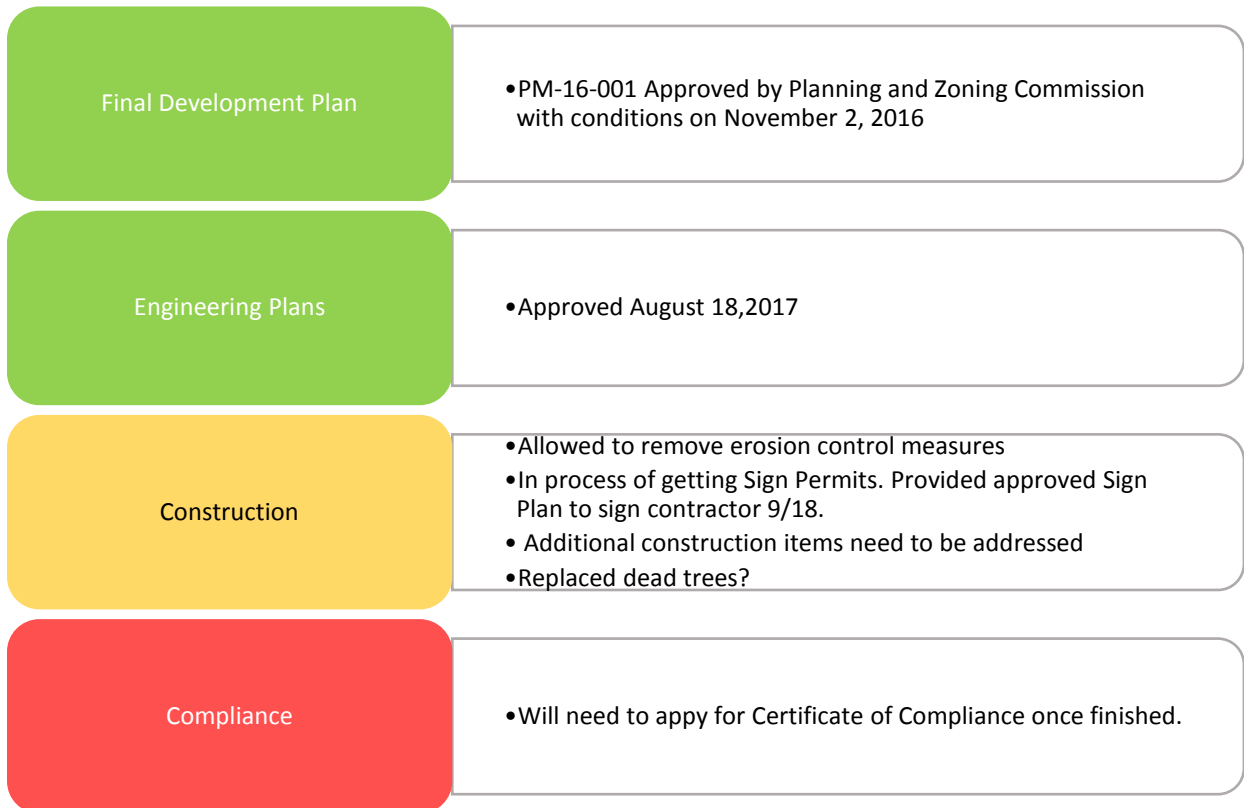 Final Development Plan
•PM-16-001 Approved by Planning and Zoning Commission
with conditions on November 2, 2016
Engineering Plans
•Approved August 18,2017
Construction
•Allowed to remove erosion control measures
•In process of getting Sign Permits. Provided approved Sign
Plan to sign contractor 9/18.
• Additional construction items need to be addressed
•Replaced dead trees?
Compliance
•Will need to appy for Certificate of Compliance once finished.